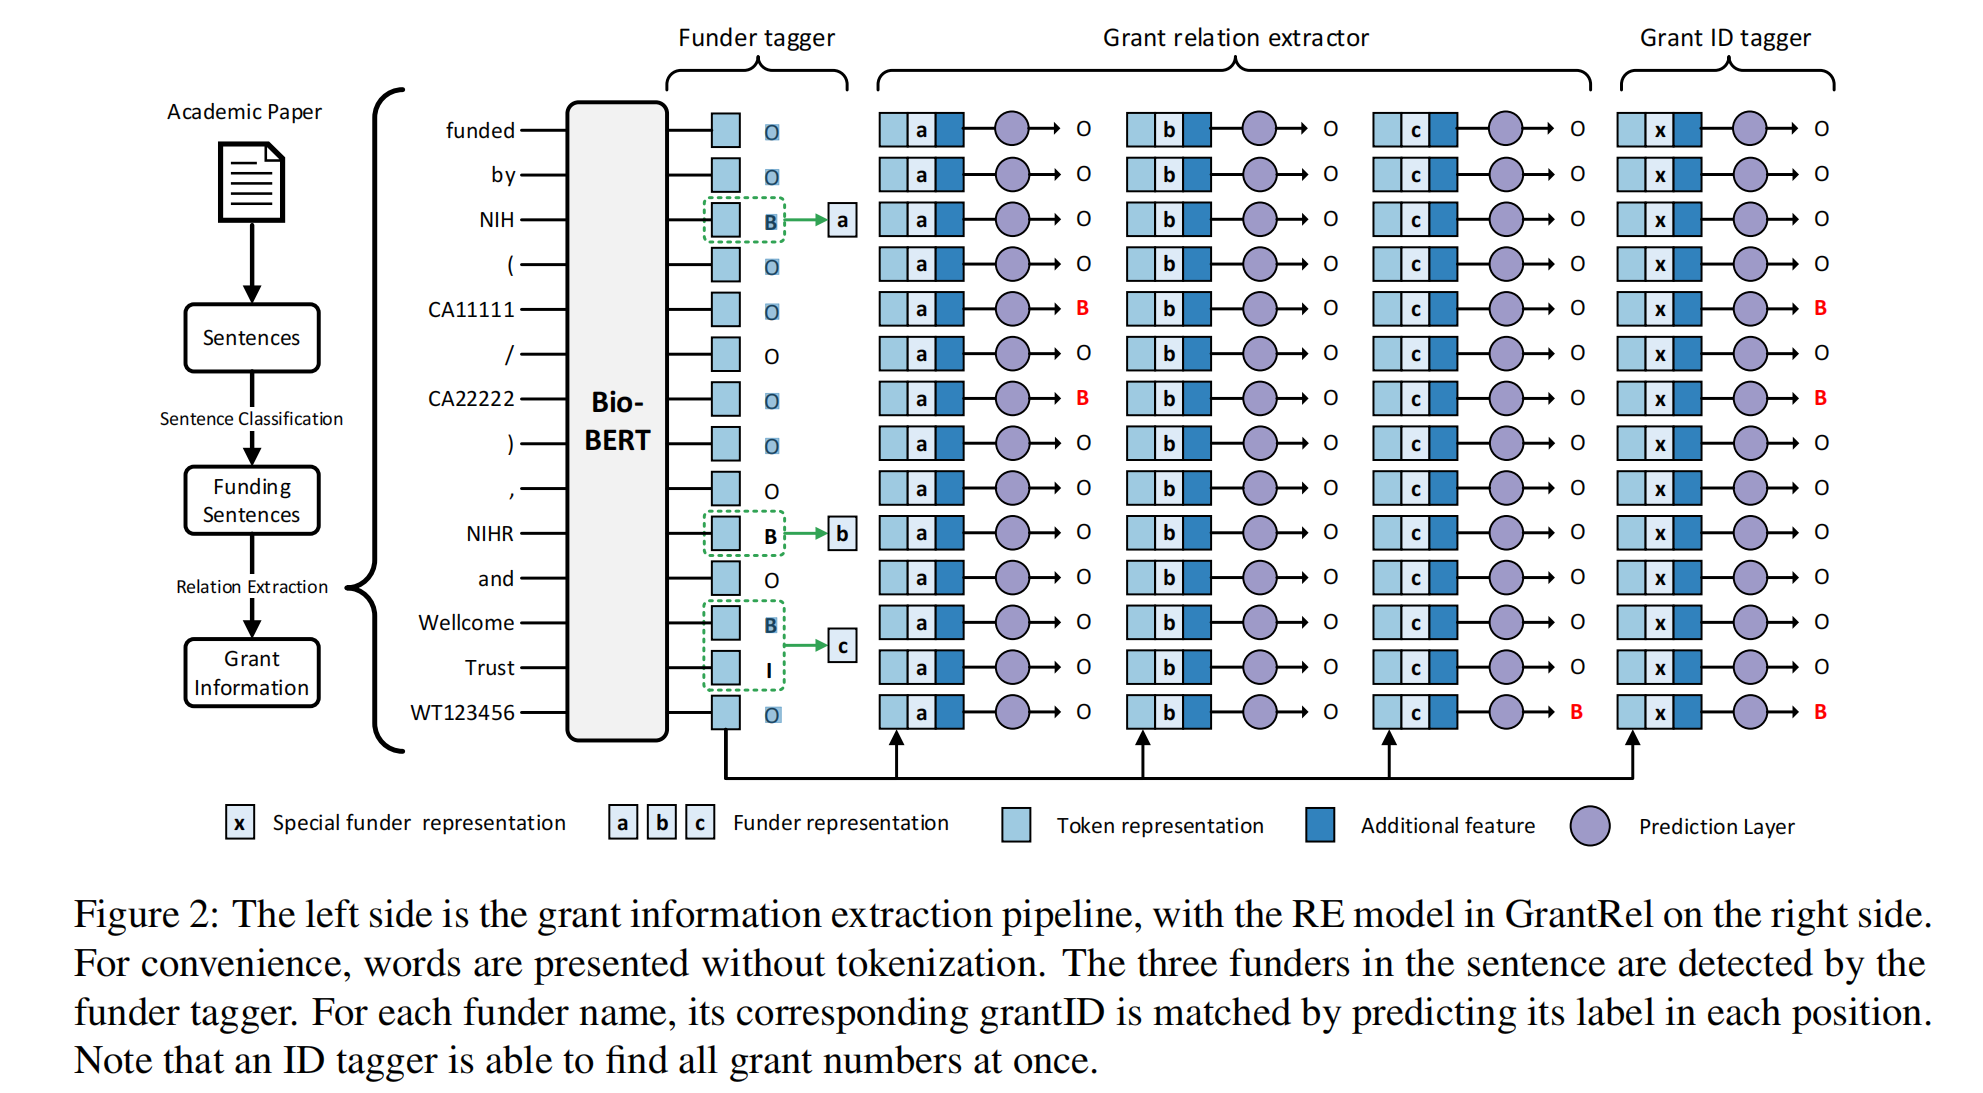 Funder tagger
Grant relation extractor
Grant ID tagger
Academic Paper
Sentences
Sentence Classification
Funding
Sentences
Relation Extraction
Grant
Information
Bio-
BERT
funded O a O b O c O x O
by O a O b O c O x O
NIH B a a O b O c O x O
( O a O b O c O x O
CA11111 O a B b O c O x B
/ O a O b O c O x O
CA22222 O a B b O c O x B
) O a O b O c O x O
, O a O b O c O x O
NIHR B b a O b O c O x O
and O a O b O c O x O
Wellcome B a O b O c O x O
c
Trust I a O b O c O x O
WT123456 O a O b O c B x B
x Special funder representation a b c Funder representation Token representation Additional feature Prediction Layer
Figure 2: The left side is the grant information extraction pipeline, with the RE model in GrantRel on the right side.
For convenience, words are presented without tokenization. The three funders in the sentence are detected by the
funder tagger. For each funder name, its corresponding grantID is matched by predicting its label in each position.
Note that an ID tagger is able to find all grant numbers at once.